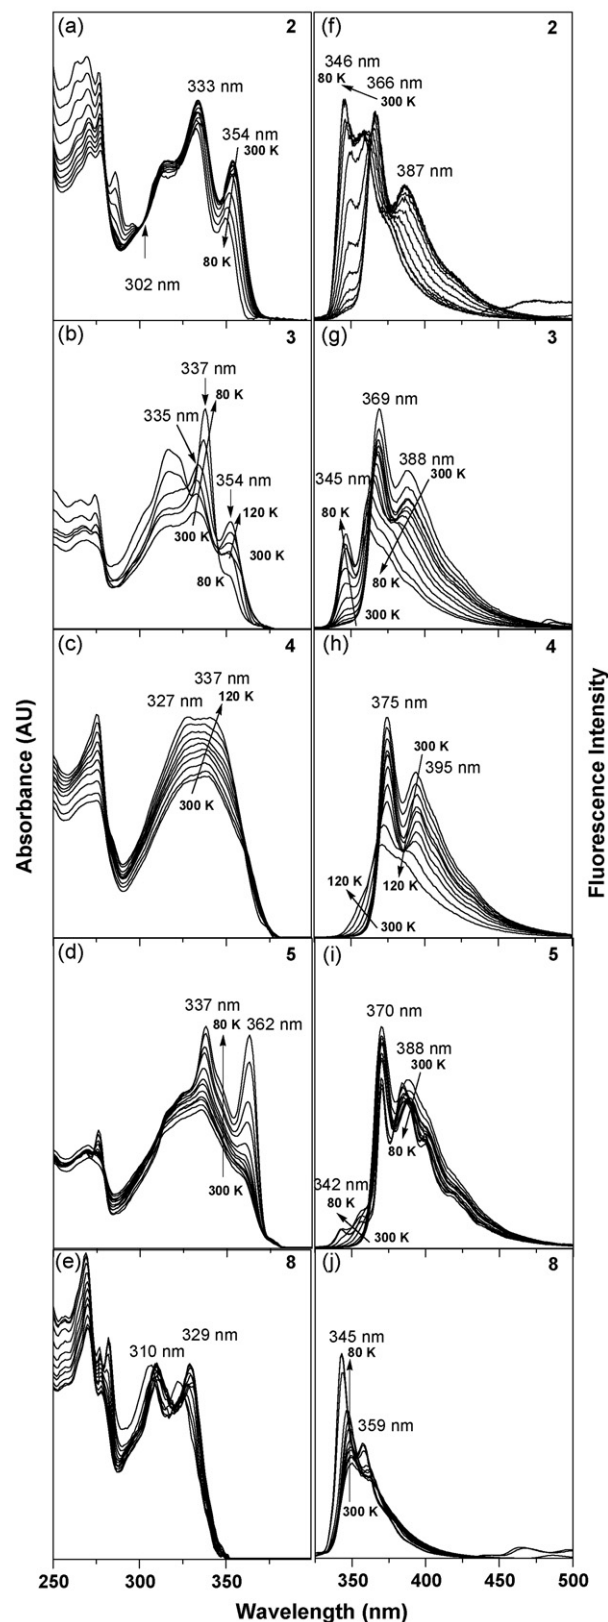 (a) 2
333 nm
354 nm
300 K
80 K
302 nm
(f) 2
346 nm
80 K
366 nm
300 K
387 nm
(b) 3
337 nm
80 K
335 nm
354 nm
120 K
300 K
300 K
80 K
(g) 3
369 nm
388 nm
300 K
345 nm
80 K
80 K
300 K
(c) 4
337 nm
327 nm
120 K
300 K
(h) 4
375 nm
300 K
395 nm
120 K
120 K
300 K
(d) 5
337 nm
80 K
362 nm
300 K
(i) 5
370 nm
388 nm
300 K
80 K
342 nm
80 K
300 K
(e) 8
329 nm
310 nm
(j) 8
345 nm
80 K
359 nm
300 K
Absorbance (AU)
Fluorescence Intensity
250 300 350 400 450 500
350 400 450 500
Wavelength (nm)